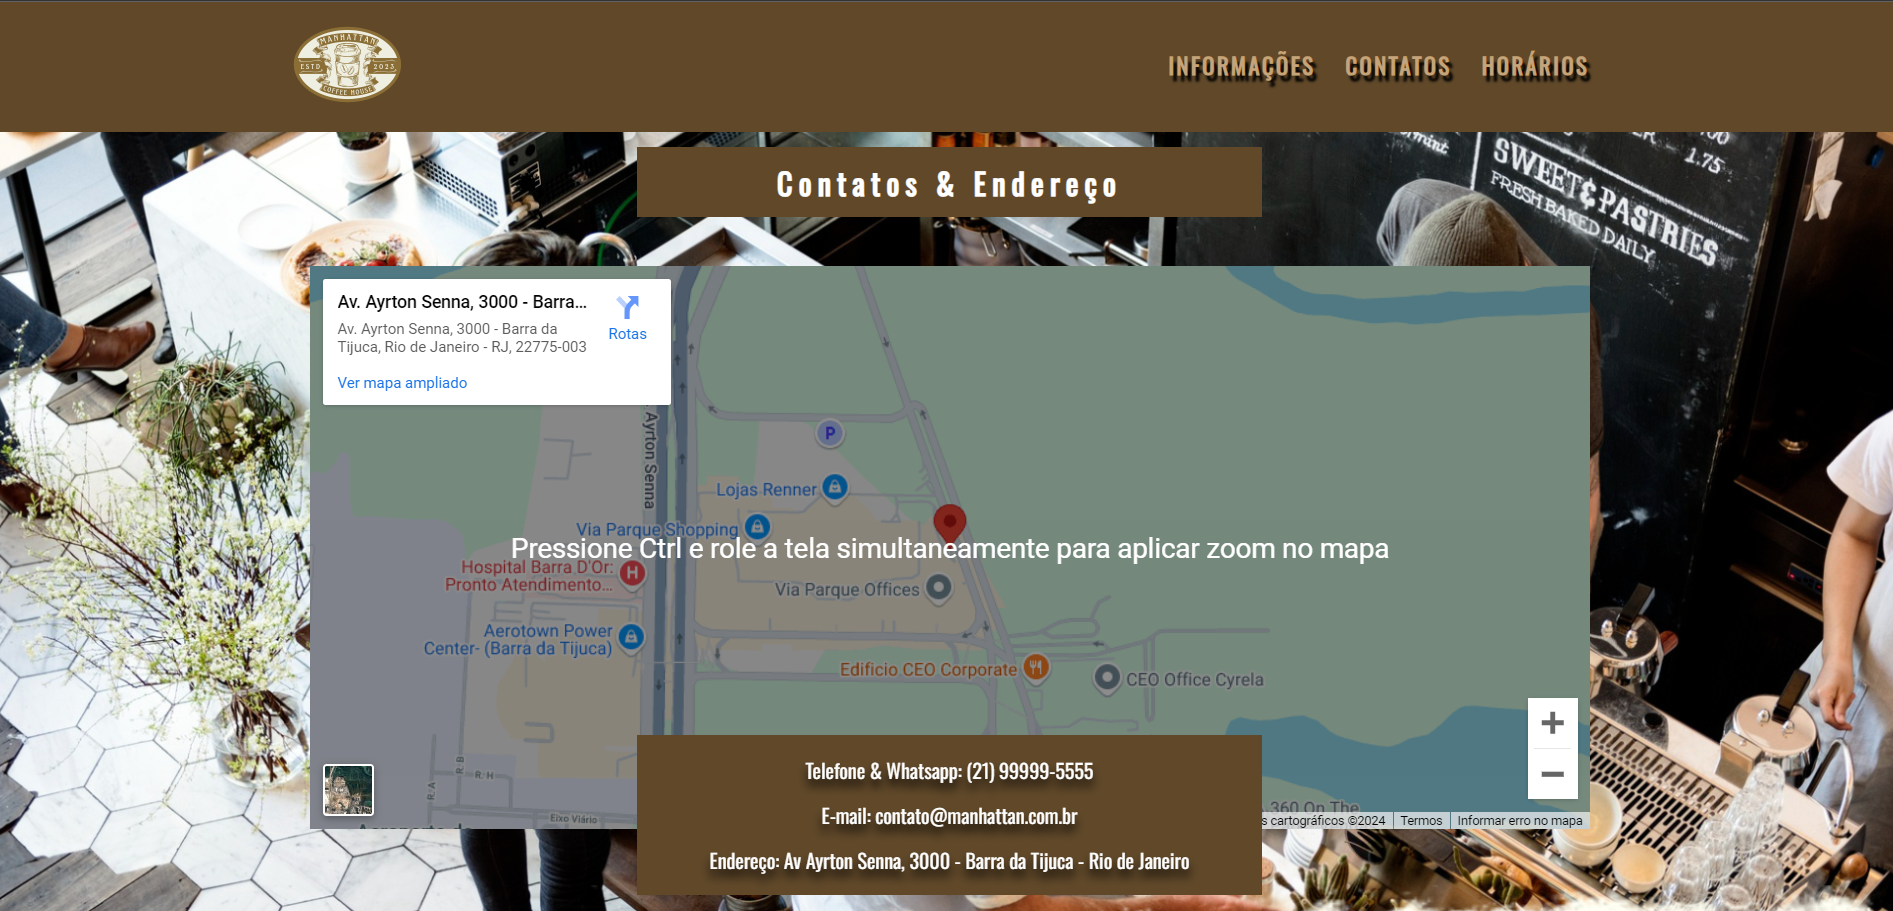 MANHATTAN
ESTD 2023
COFFEE HOUSE
INFORMAÇÕES CONTATOS HORÁRIOS
Contatos & Endereço
1.75
SWEET & PASTRIES
FRESH BAKED DAILY
Av. Ayrton Senna, 3000 - Barra...
Av. Ayrton Senna, 3000 - Barra da
Tijuca, Rio de Janeiro - RJ, 22775-003
Rotas
Ver mapa ampliado
Ayrton Senna
P
Lojas Renner
Via Parque Shopping
Pressione Ctrl e role a tela simultaneamente para aplicar zoom no mapa
Hospital Barra D'Or:
Pronto Atendimento...
H
Via Parque Offices
Aerotown Power
Center- (Barra da Tijuca)
Edificio CEO Corporate
CEO Office Cyrela
R B
R H
R A
Eixo Viário
360 On The
s cartográficos ©2024 Termos Informar erro no mapa
Telefone & Whatsapp: (21) 99999-5555
E-mail: contato@manhattan.com.br
Endereço: Av Ayrton Senna, 3000 - Barra da Tijuca - Rio de Janeiro